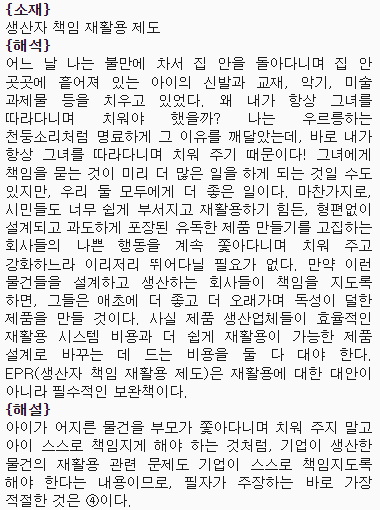 {소재}
생산자 책임 재활용 제도
{해석}
어느 날 나는 불만에 차서 집 안을 돌아다니며 집 안
곳곳에 흩어져 있는 아이의 신발과 교재, 악기, 미술
과제물 등을 치우고 있었다. 왜 내가 항상 그녀를
따라다니며 치워야 했을까? 나는 우르릉하는
천둥소리처럼 명료하게 그 이유를 깨달았는데, 바로 내가
항상 그녀를 따라다니며 치워 주기 때문이다! 그녀에게
책임을 묻는 것이 미리 더 많은 일을 하게 되는 것일 수도
있지만, 우리 둘 모두에게 더 좋은 일이다. 마찬가지로,
시민들도 너무 쉽게 부서지고 재활용하기 힘든, 형편없이
설계되고 과도하게 포장된 유독한 제품 만들기를 고집하는
회사들의 나쁜 행동을 계속 쫓아다니며 치워 주고
강화하느라 이리저리 뛰어다닐 필요가 없다. 만약 이런
물건들을 설계하고 생산하는 회사들이 책임을 지도록
하면, 그들은 애초에 더 좋고 더 오래가며 독성이 덜한
제품을 만들 것이다. 사실 제품 생산업체들이 효율적인
재활용 시스템 비용과 더 쉽게 재활용이 가능한 제품
설계로 바꾸는 데 드는 비용을 둘 다 대야 한다.
EPR(생산자 책임 재활용 제도)은 재활용에 대한 대안이
아니라 필수적인 보완책이다.
{해설}
아이가 어지른 물건을 부모가 쫓아다니며 치워 주지 말고
아이 스스로 책임지게 해야 하는 것처럼, 기업이 생산한
물건의 재활용 관련 문제도 기업이 스스로 책임지도록
해야 한다는 내용이므로, 필자가 주장하는 바로 가장
적절한 것은 ④이다.